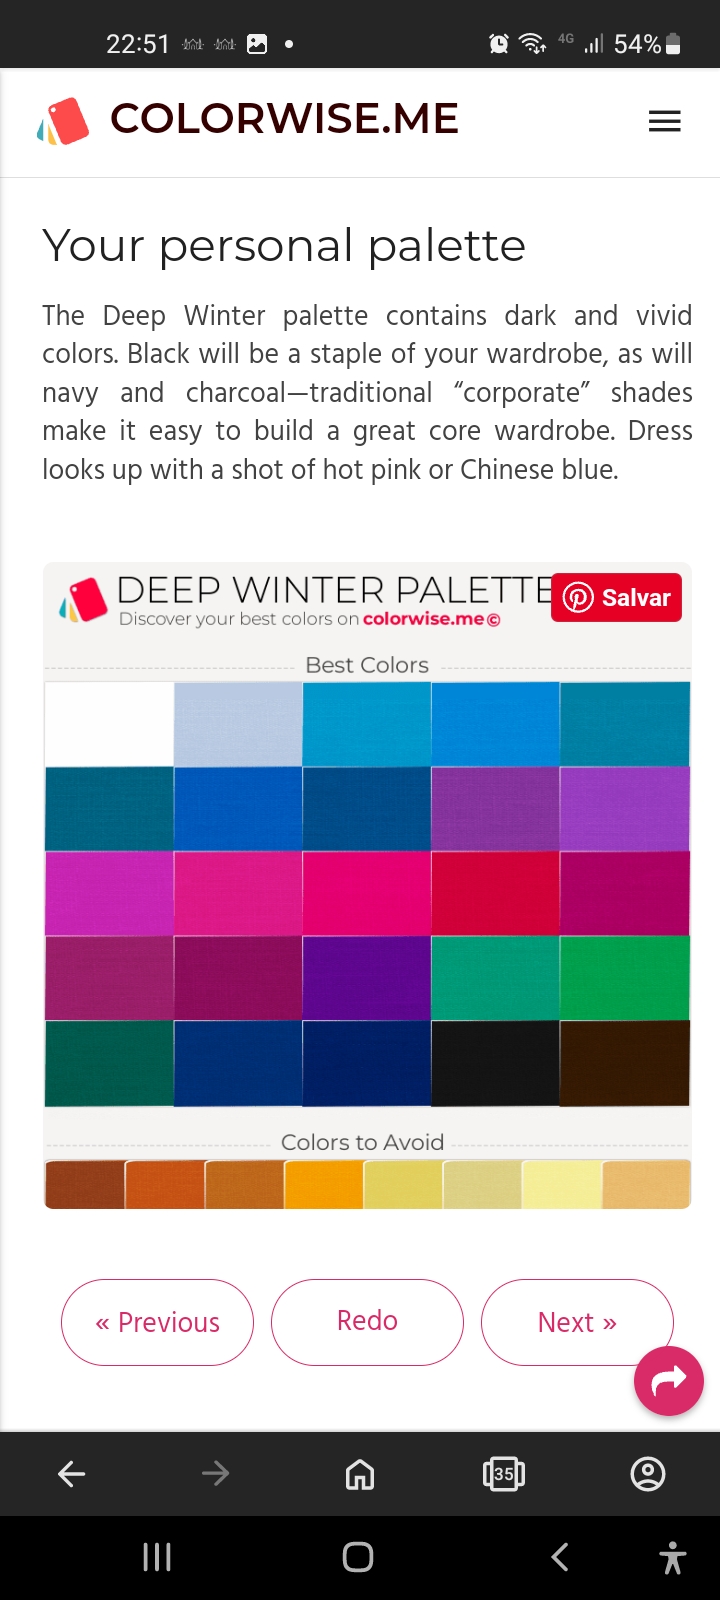 22:51
4G
54%
COLORWISE.ME
Your personal palette
The Deep Winter palette contains dark and vivid
colors. Black will be a staple of your wardrobe, as will
navy and charcoal—traditional “corporate” shades
make it easy to build a great core wardrobe. Dress
looks up with a shot of hot pink or Chinese blue.
DEEP WINTER PALETTE
Salvar
Discover your best colors on colorwise.me©
Best Colors
Colors to Avoid
« Previous
Redo
Next »
35